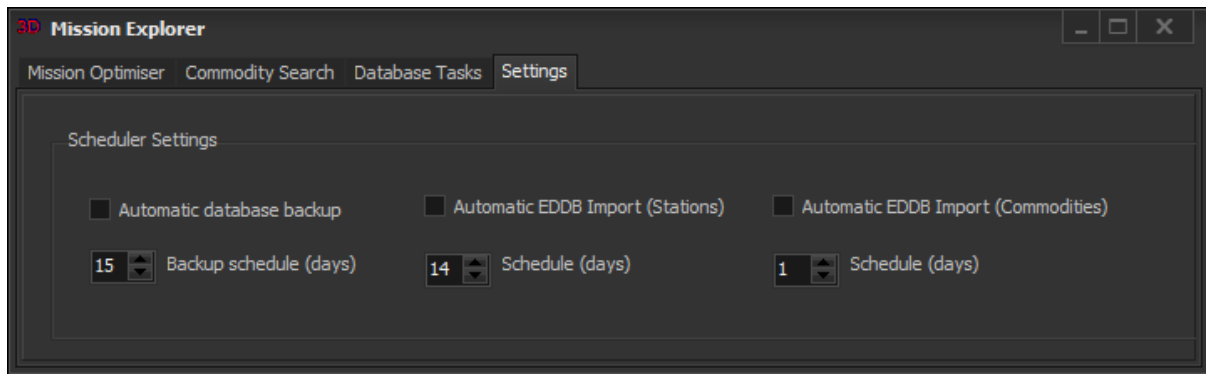 3D Mission Explorer
Mission Optimiser Commodity Search Database Tasks Settings
Scheduler Settings
Automatic database backup Automatic EDDB Import (Stations) Automatic EDDB Import (Commodities)
15 Backup schedule (days) 14 Schedule (days) 1 Schedule (days)